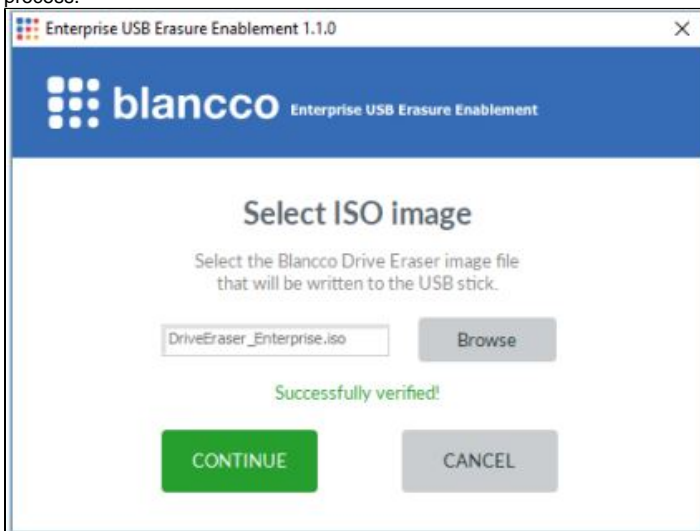 process.
Enterprise USB Erasure Enablement 1.1.0
blancco Enterprise USB Erasure Enablement
Select ISO image
Select the Blancco Drive Eraser image file
that will be written to the USB stick.
DriveEraser_Enterprise.iso Browse
Successfully verified!
CONTINUE CANCEL